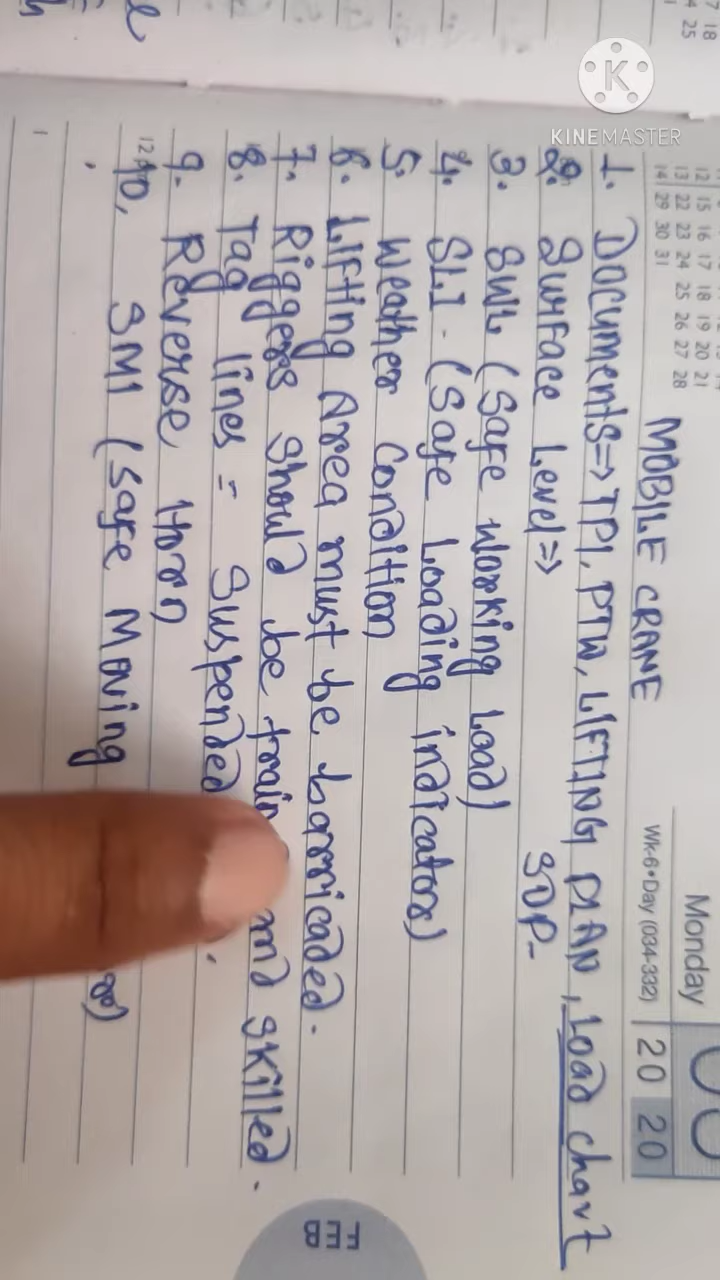 KINEMASTER
Monday
Wk-6•Day (034-332)
20 20
MOBILE CRANE
1. Documents⇒TPI, PTW, LIFTING PLAN, Load chart
SOP-
2. Surface Level⇒
3. SWL (Safe working Load)
4. SLI - (Safe Loading indicators)
5. Weather Condition
6. Lifting Area must be barricaded.
7. Riggers Should be train nd skilled.
8. Tag lines = Suspended
9. Reverse Horn
10, SMI (Safe Moving
FEB